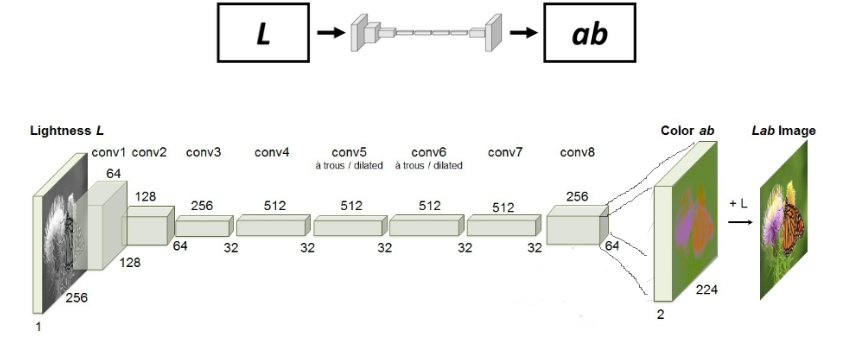 L
ab
Lightness L
Color ab
Lab Image
conv1 conv2 conv3 conv4 conv5 conv6 conv7 conv8
à trous / dilated à trous / dilated
64
128
256
512
512
512
512
256
+ L
64
32
32
32
32
32
64
128
256
224
1
2